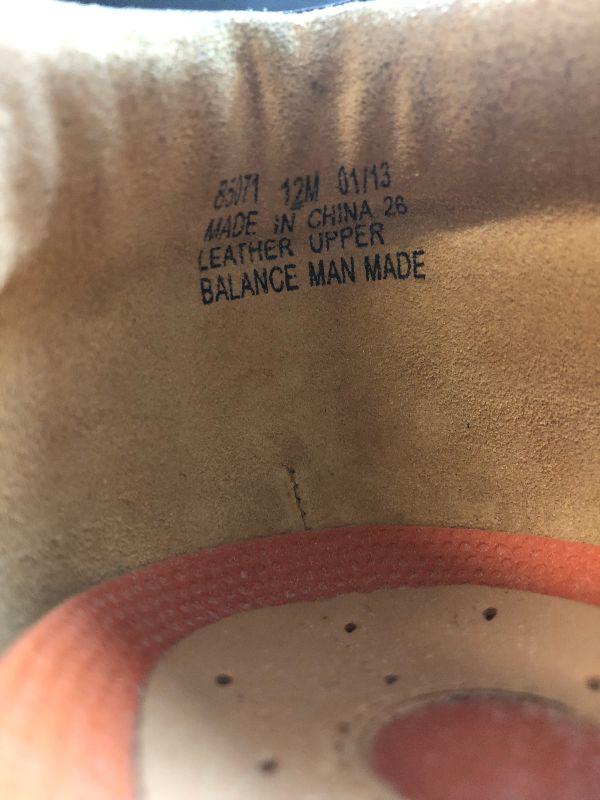 85071 12M 01/13
MADE IN CHINA 26
LEATHER UPPER
BALANCE MAN MADE